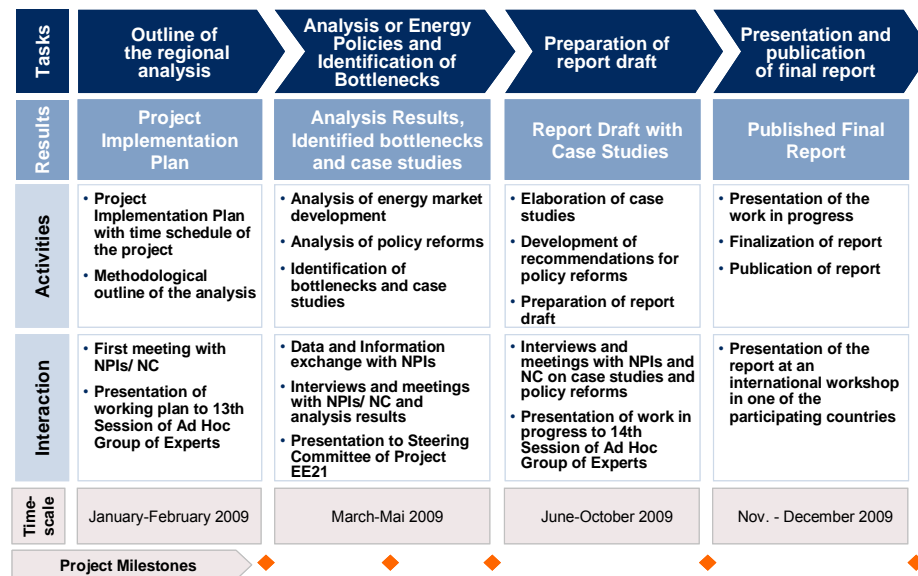 Tasks
Outline of
the regional
analysis
Analysis or Energy
Policies and
Identification of
Bottlenecks
Preparation of
report draft
Presentation and
publication
of final report
Results
Project
Implementation
Plan
Analysis Results,
Identified bottlenecks
and case studies
Report Draft with
Case Studies
Published Final
Report
Activities
• Project
Implementation Plan
with time schedule of
the project
• Methodological
outline of the analysis
• Analysis of energy market
development
• Analysis of policy reforms
• Identification of
bottlenecks and case
studies
• Elaboration of case
studies
• Development of
recommendations for
policy reforms
• Preparation of report
draft
• Presentation of the
work in progress
• Finalization of report
• Publication of report
Interaction
• First meeting with
NPIs/ NC
• Presentation of
working plan to 13th
Session of Ad Hoc
Group of Experts
• Data and Information
exchange with NPIs
• Interviews and meetings
with NPIs/ NC and
analysis results
• Presentation to Steering
Committee of Project
EE21
• Interviews and
meetings with NPIs and
NC on case studies and
policy reforms
• Presentation of work in
progress to 14th
Session of Ad Hoc
Group of Experts
• Presentation of the
report at an
international workshop
in one of the
participating countries
Time-
scale
January-February 2009
March-Mai 2009
June-October 2009
Nov. - December 2009
Project Milestones